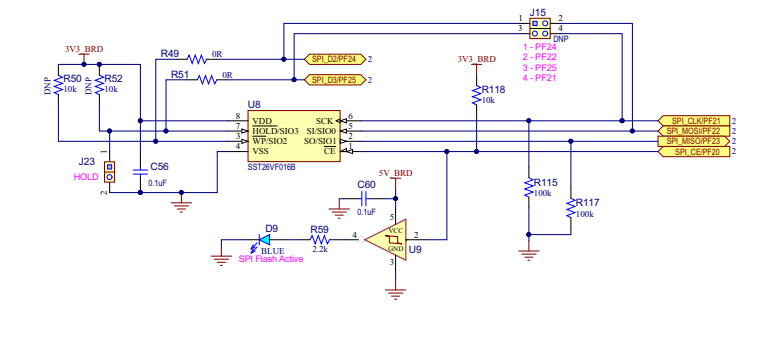 J15
1 2
3 4
DNP
1 - PF24
2 - PF22
3 - PF25
4 - PF21
3V3_BRD
R49 0R
SPI_D2/PF24 2
R51 0R
SPI_D3/PF25 2
DNP R50 10k
DNP R52 10k
3V3_BRD
R118
10k
U8
8 VDD SCK 6
7 HOLD/SIO3 SI/SIO0 5
3 WP/SIO2 SO/SIO1 2
4 VSS CE 1
SST26VF016B
SPI_CLK/PF21 2
SPI_MOSI/PF22 2
SPI_MISO/PF23 2
SPI_CE/PF20 2
J23
HOLD
1
2
C56
0.1uF
R115
100k
R117
100k
5V_BRD
C60
0.1uF
5
VCC
4 2
GND
3
U9
D9
BLUE
SPI Flash Active
R59
2.2k